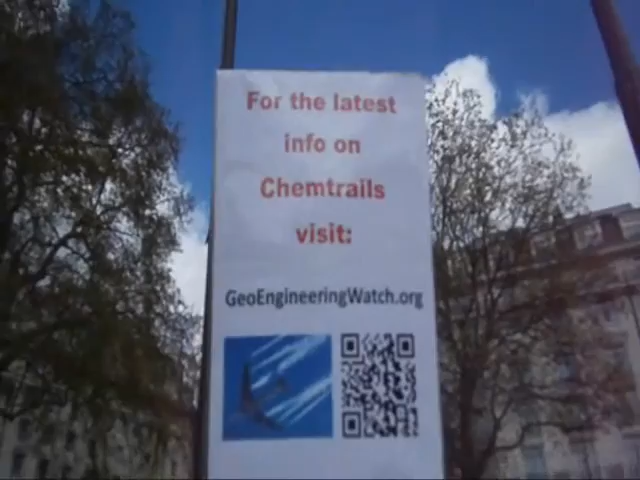 For the latest
info on
Chemtrails
visit:
GeoEngineeringWatch.org